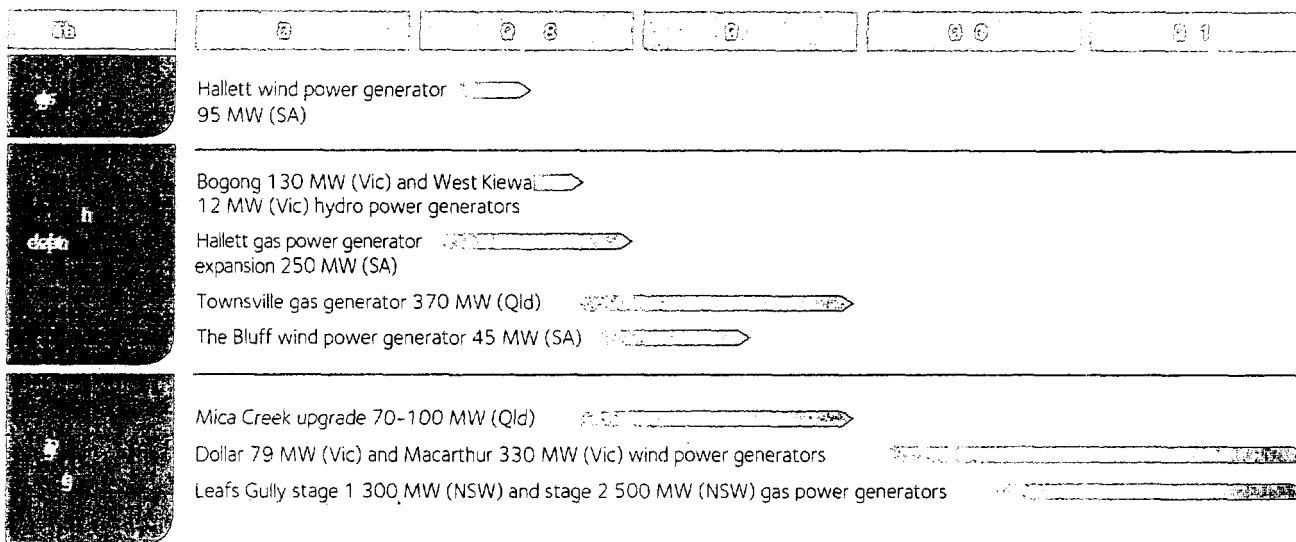 Hallett wind power generator
95 MW (SA)
Bogong 130 MW (Vic) and West Kiewa
12 MW (Vic) hydro power generators
Hallett gas power generator
expansion 250 MW (SA)
Townsville gas generator 370 MW (Qld)
The Bluff wind power generator 45 MW (SA)
Mica Creek upgrade 70-100 MW (Qld)
Dollar 79 MW (Vic) and Macarthur 330 MW (Vic) wind power generators
Leafs Gully stage 1 300 MW (NSW) and stage 2 500 MW (NSW) gas power generators